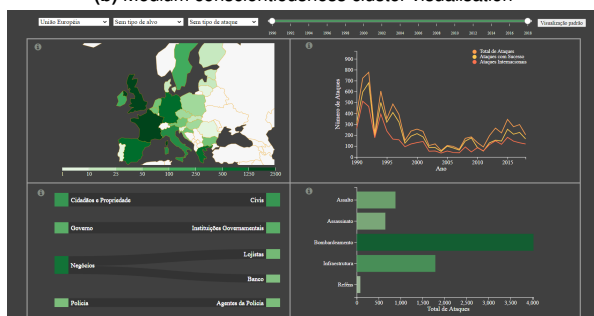 (b) Medium conscientiousness cluster visualisation
União Européia
Sem tipo de alvo
Sem tipo de ataque
1990 1992 1994 1996 1998 2000 2002 2004 2006 2008 2010 2012 2014 2016 2018
Visualização padrão
1 10 25 50 100 250 500 1250 2500
Total de Ataques
Ataques com Sucesso
Ataques Internacionais
Número de Ataques
900
800
700
600
500
400
300
200
100
0
1990 1995 2000 2005 2010 2015
Ano
Cidadãos e Propriedade
Civis
Governo
Instituições Governamentais
Negócios
Lojistas
Banco
Polícia
Agentes da Polícia
Assalto
Assassinato
Bombardeamento
Infraestrutura
Reféns
0 500 1,000 1,500 2,000 2,500 3,000 3,500 4,000
Total de Ataques